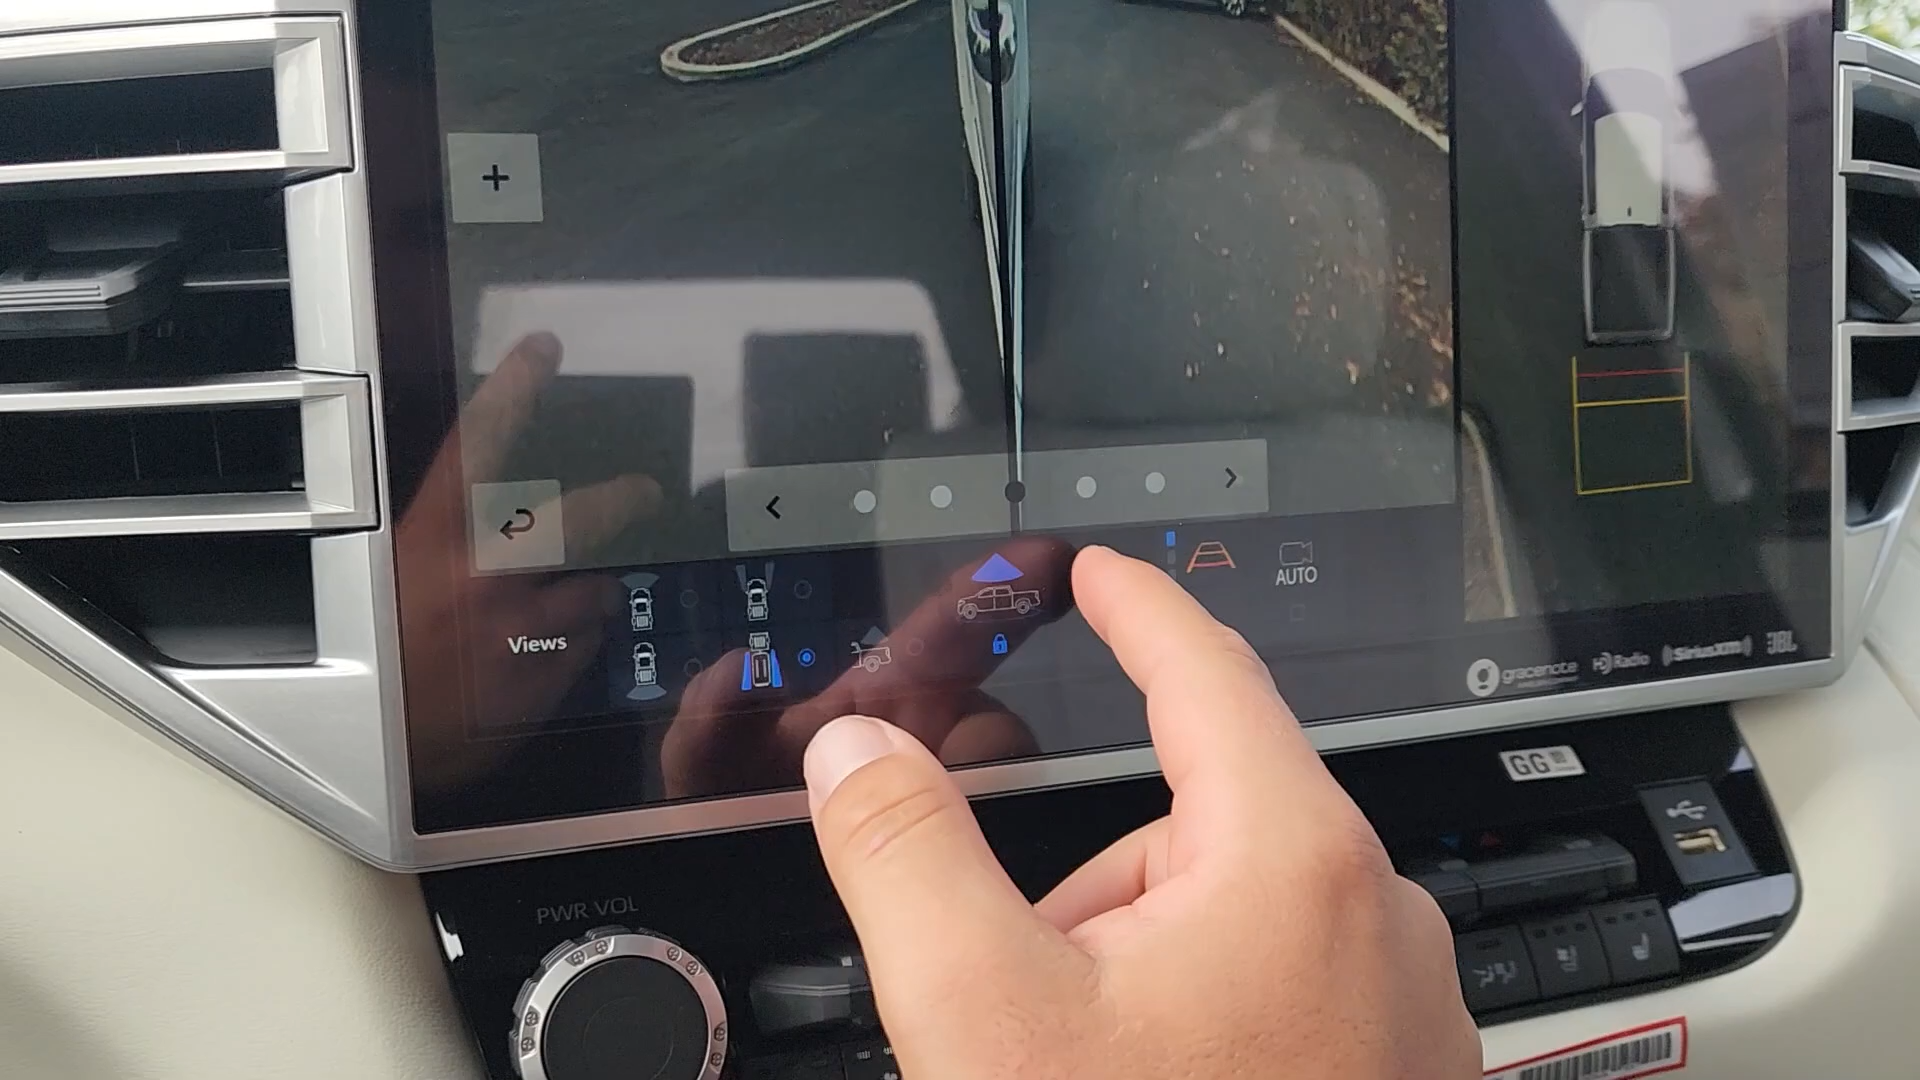 AUTO
Views
gracenote
HD Radio
((SiriusXM))
JBL
GG
PWR VOL